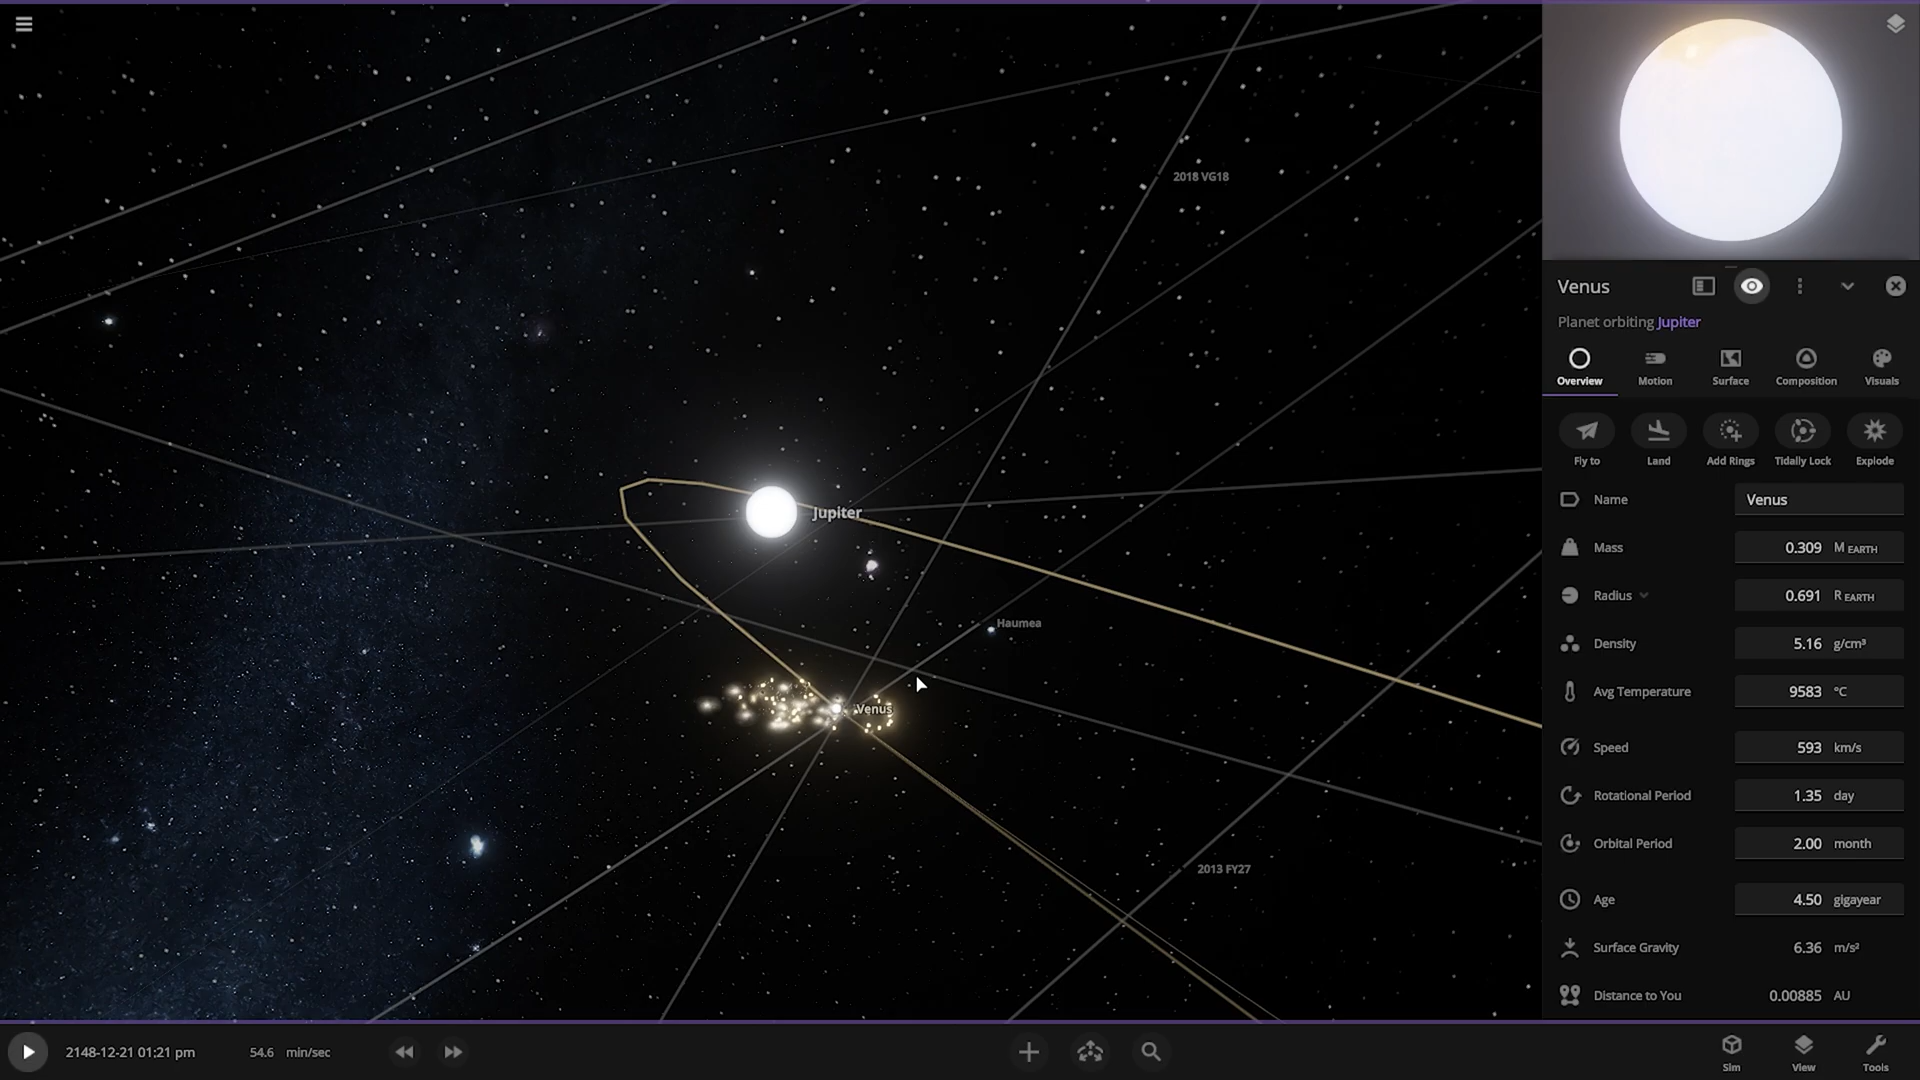 2018 VG18
Jupiter
Haumea
Venus
2013 FY27
Venus
Planet orbiting Jupiter
Overview Motion Surface Composition Visuals
Fly to Land Add Rings Tidally Lock Explode
Name Venus
Mass 0.309 M EARTH
Radius 0.691 R EARTH
Density 5.16 g/cm³
Avg Temperature 9583 °C
Speed 593 km/s
Rotational Period 1.35 day
Orbital Period 2.00 month
Age 4.50 gigayear
Surface Gravity 6.36 m/s²
Distance to You 0.00885 AU
2148-12-21 01:21 pm 54.6 min/sec
Sim View Tools